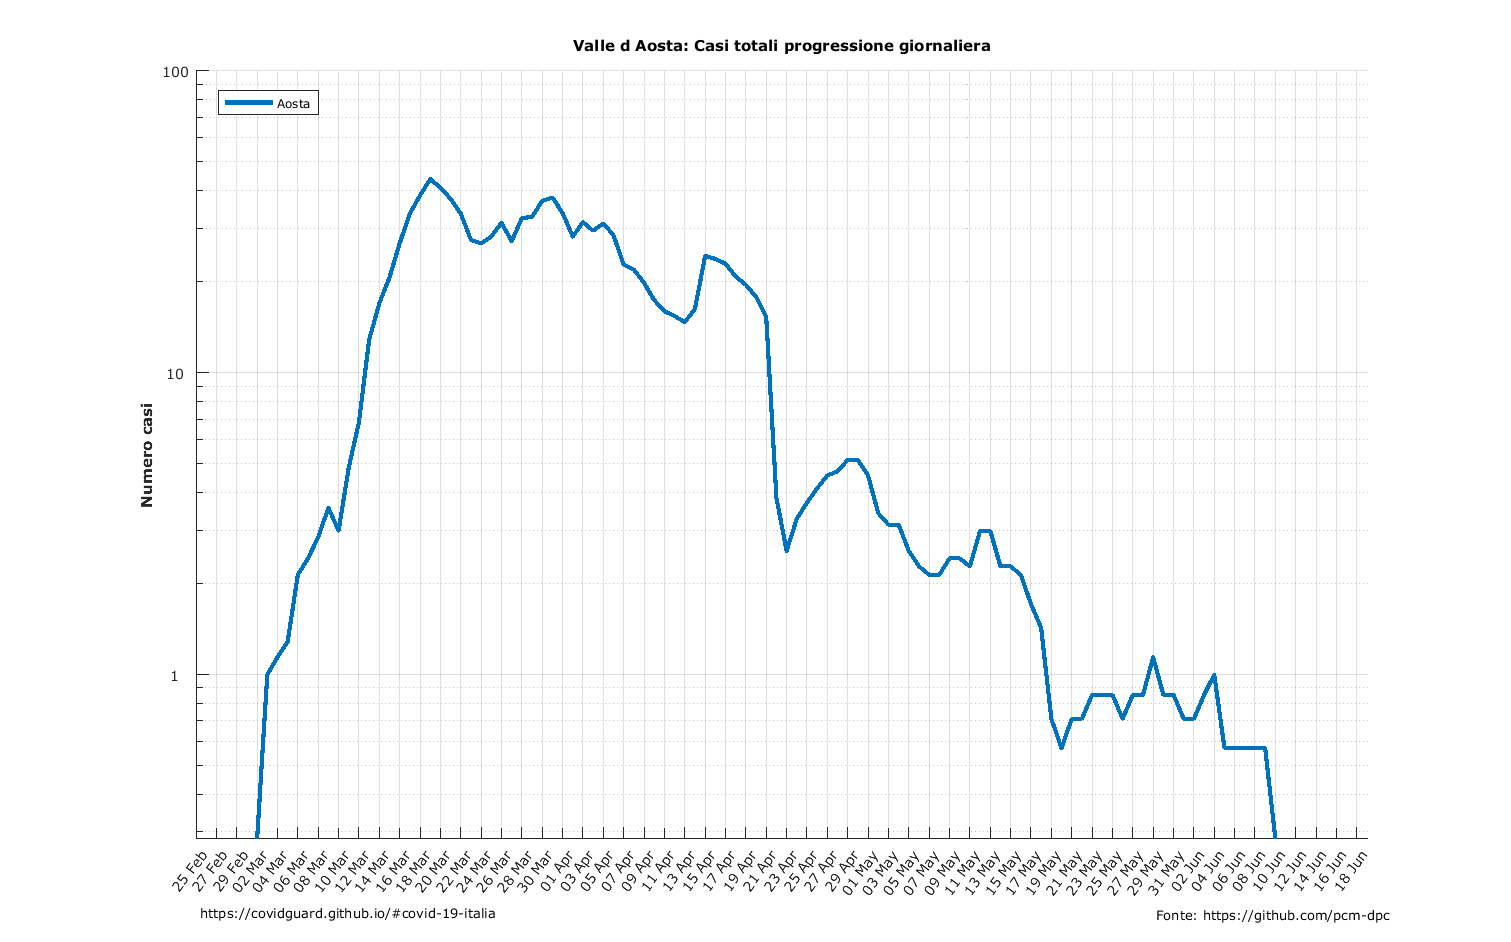 Valle d Aosta: Casi totali progressione giornaliera
100
10
1
Numero casi
Aosta
25 Feb
27 Feb
29 Feb
02 Mar
04 Mar
06 Mar
08 Mar
10 Mar
12 Mar
14 Mar
16 Mar
18 Mar
20 Mar
22 Mar
24 Mar
26 Mar
28 Mar
30 Mar
01 Apr
03 Apr
05 Apr
07 Apr
09 Apr
11 Apr
13 Apr
15 Apr
17 Apr
19 Apr
21 Apr
23 Apr
25 Apr
27 Apr
29 Apr
01 May
03 May
05 May
07 May
09 May
11 May
13 May
15 May
17 May
19 May
21 May
23 May
25 May
27 May
29 May
31 May
02 Jun
04 Jun
06 Jun
08 Jun
10 Jun
12 Jun
14 Jun
16 Jun
18 Jun
https://covidguard.github.io/#covid-19-italia
Fonte: https://github.com/pcm-dpc